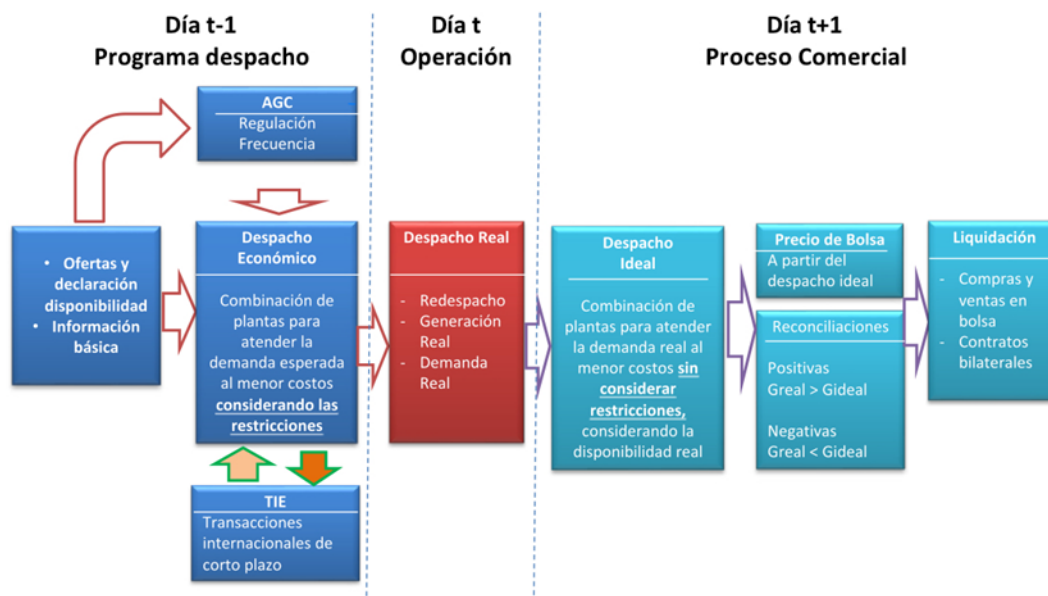 Día t-1
Programa despacho
Día t
Operación
Día t+1
Proceso Comercial
AGC
Regulación
Frecuencia
• Ofertas y
declaración
disponibilidad
• Información
básica
Despacho
Económico
Combinación de
plantas para
atender la
demanda esperada
al menor costos
considerando las
restricciones
TIE
Transacciones
internacionales de
corto plazo
Despacho Real
- Redespacho
- Generación
Real
- Demanda
Real
Despacho
Ideal
Combinación de
plantas para atender
la demanda real al
menor costos sin
considerar
restricciones,
considerando la
disponibilidad real
Precio de Bolsa
A partir del
despacho ideal
Reconciliaciones
Positivas
Greal > Gideal
Negativas
Greal < Gideal
Liquidación
- Compras y
ventas en
bolsa
- Contratos
bilaterales